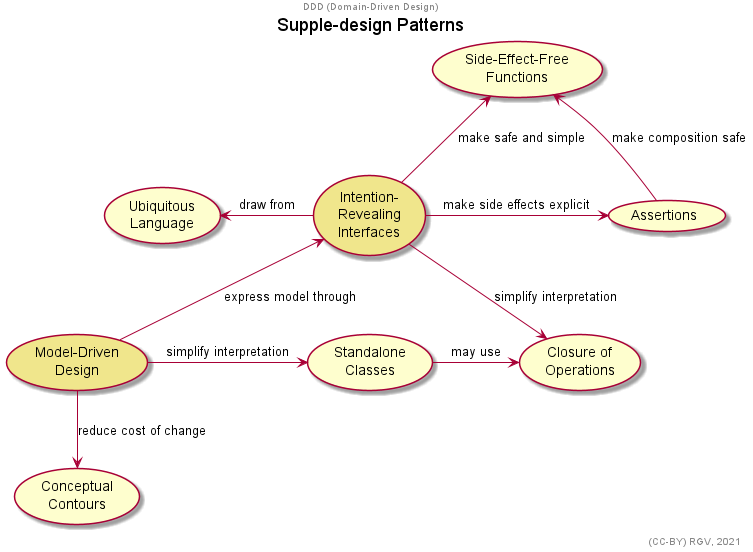 DDD (Domain-Driven Design)
Supple-design Patterns
Side-Effect-Free
Functions
make safe and simple
make composition safe
Ubiquitous
Language
draw from
Intention-
Revealing
Interfaces
make side effects explicit
Assertions
express model through
simplify interpretation
Model-Driven
Design
simplify interpretation
Standalone
Classes
may use
Closure of
Operations
reduce cost of change
Conceptual
Contours
(CC-BY) RGV, 2021